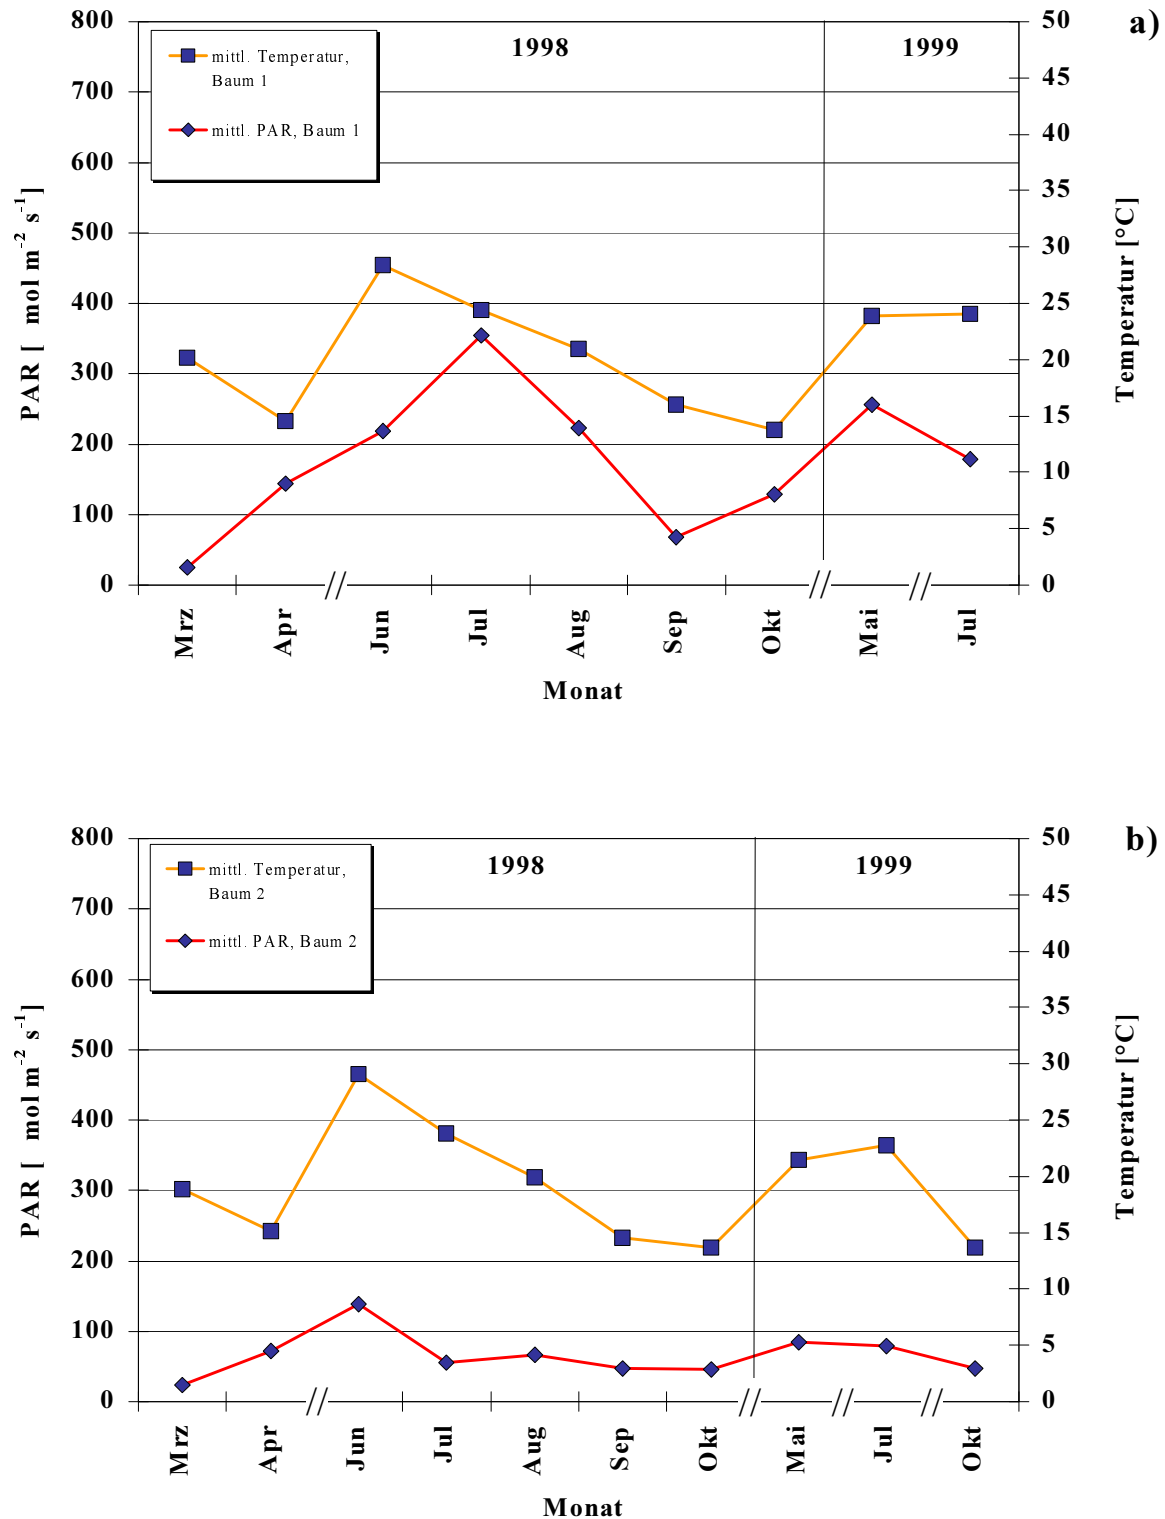 a)
1998
1999
mittl. Temperatur,
Baum 1
mittl. PAR, Baum 1
800
700
600
500
400
300
200
100
0
PAR [ mol m⁻² s⁻¹]
50
45
40
35
30
25
20
15
10
5
0
Temperatur [°C]
Mrz
Apr
//
Jun
Jul
Aug
Sep
Okt
//
Mai
//
Jul
Monat
b)
1998
1999
mittl. Temperatur,
Baum 2
mittl. PAR, Baum 2
800
700
600
500
400
300
200
100
0
PAR [ mol m⁻² s⁻¹]
50
45
40
35
30
25
20
15
10
5
0
Temperatur [°C]
Mrz
Apr
//
Jun
Jul
Aug
Sep
Okt
//
Mai
//
Jul
//
Okt
Monat